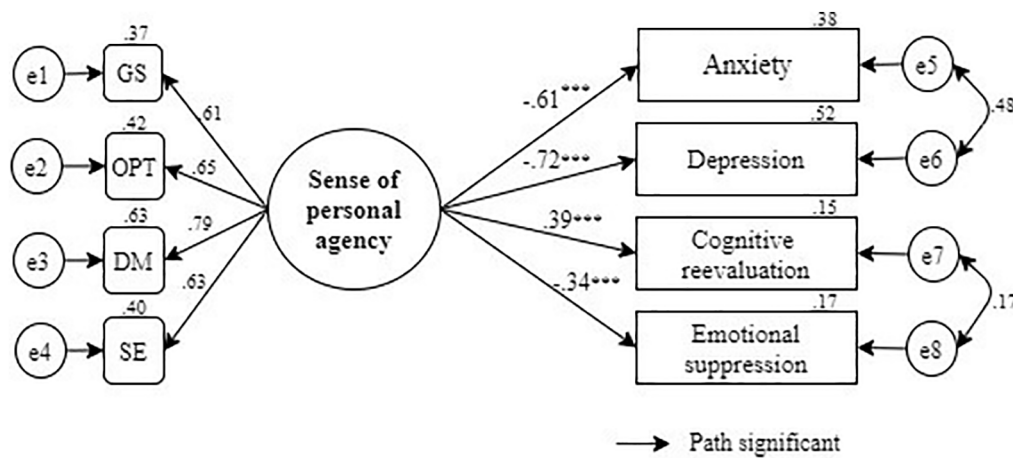 .37
.38
e1
GS
Anxiety
e5
.61
-.61***
.42
.52
.48
e2
OPT
.65
-.72***
Depression
e6
Sense of
personal
agency
.63
.79
.39***
.15
e3
DM
Cognitive
reevaluation
e7
.63
-.34***
.40
.17
.17
e4
SE
Emotional
suppression
e8
Path significant